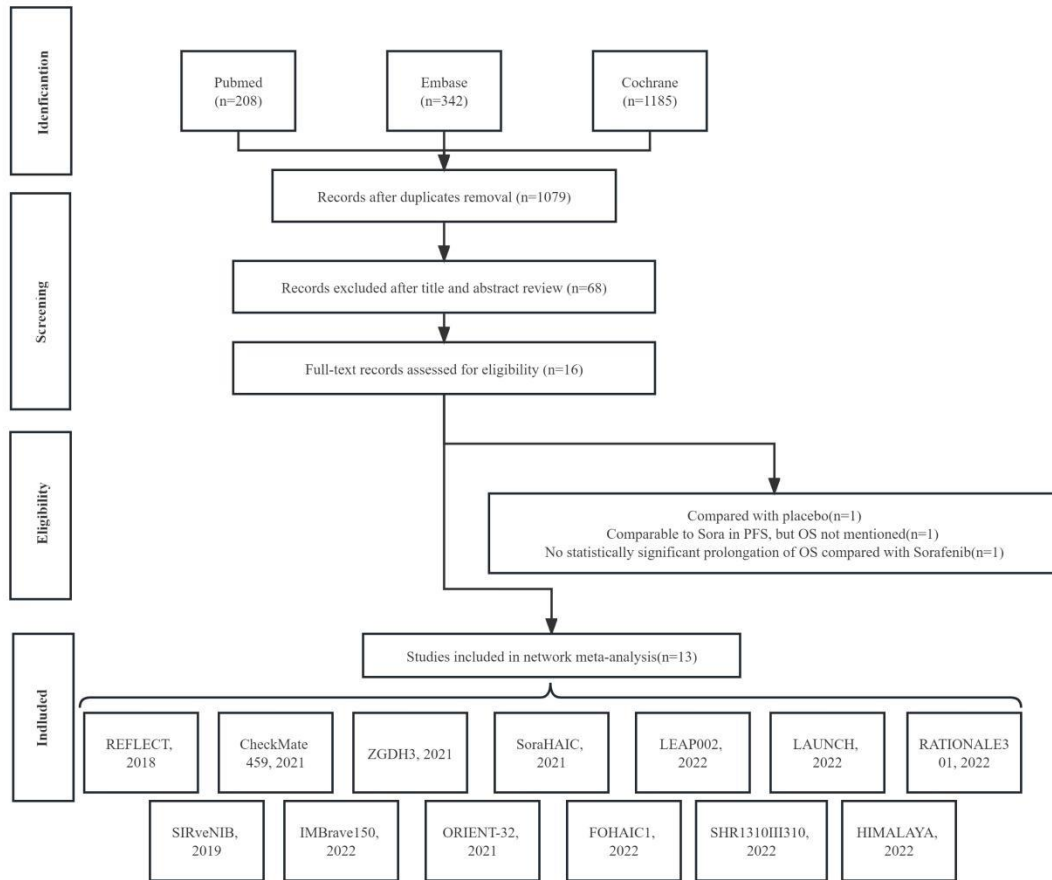 Idenficantion
Pubmed
(n=208)
Embase
(n=342)
Cochrane
(n=1185)
Records after duplicates removal (n=1079)
Screening
Records excluded after title and abstract review (n=68)
Full-text records assessed for eligibility (n=16)
Eligibility
Compared with placebo(n=1)
Comparable to Sora in PFS, but OS not mentioned(n=1)
No statistically significant prolongation of OS compared with Sorafenib(n=1)
Indluded
Studies included in network meta-analysis(n=13)
REFLECT,
2018
CheckMate
459, 2021
ZGDH3, 2021
SoraHAIC,
2021
LEAP002,
2022
LAUNCH,
2022
RATIONALE3
01, 2022
SIRveNIB,
2019
IMBrave150,
2022
ORIENT-32,
2021
FOHAIC1,
2022
SHR1310III310,
2022
HIMALAYA,
2022